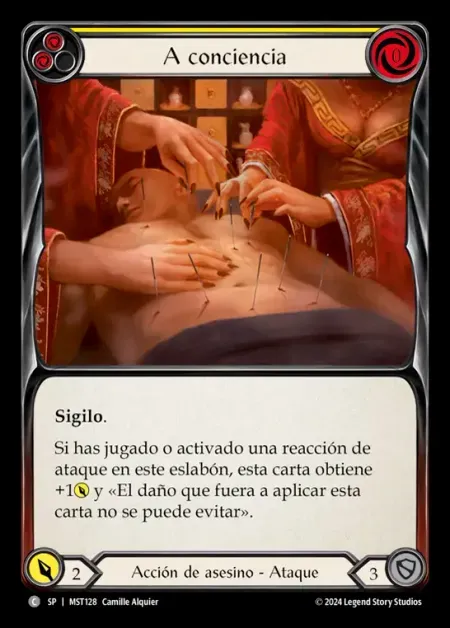 A conciencia
0
Sigilo.
Si has jugado o activado una reacción de
ataque en este eslabón, esta carta obtiene
+1 y «El daño que fuera a aplicar esta
carta no se puede evitar».
2
Acción de asesino - Ataque
3
C SP | MST128 Camille Alquier
© 2024 Legend Story Studios